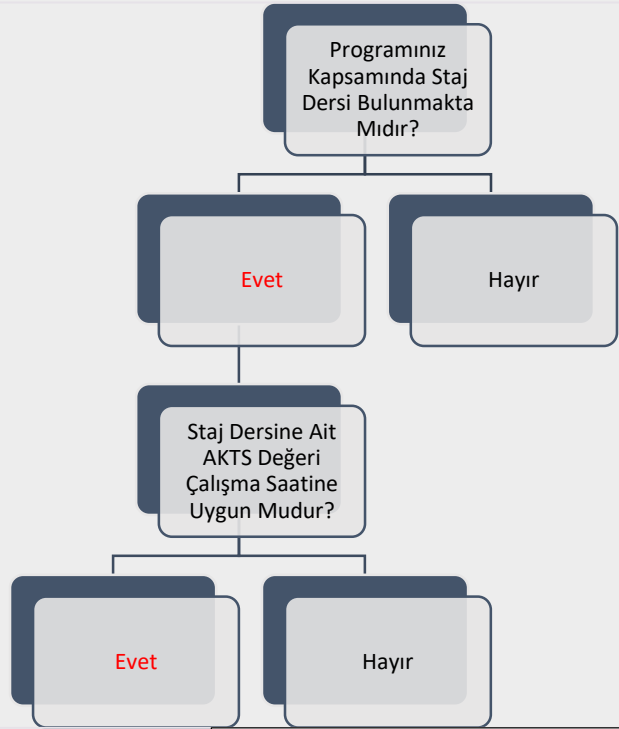 Programınız
Kapsamında Staj
Dersi Bulunmakta
Mıdır?
Evet
Hayır
Staj Dersine Ait
AKTS Değeri
Çalışma Saatine
Uygun Mudur?
Evet
Hayır